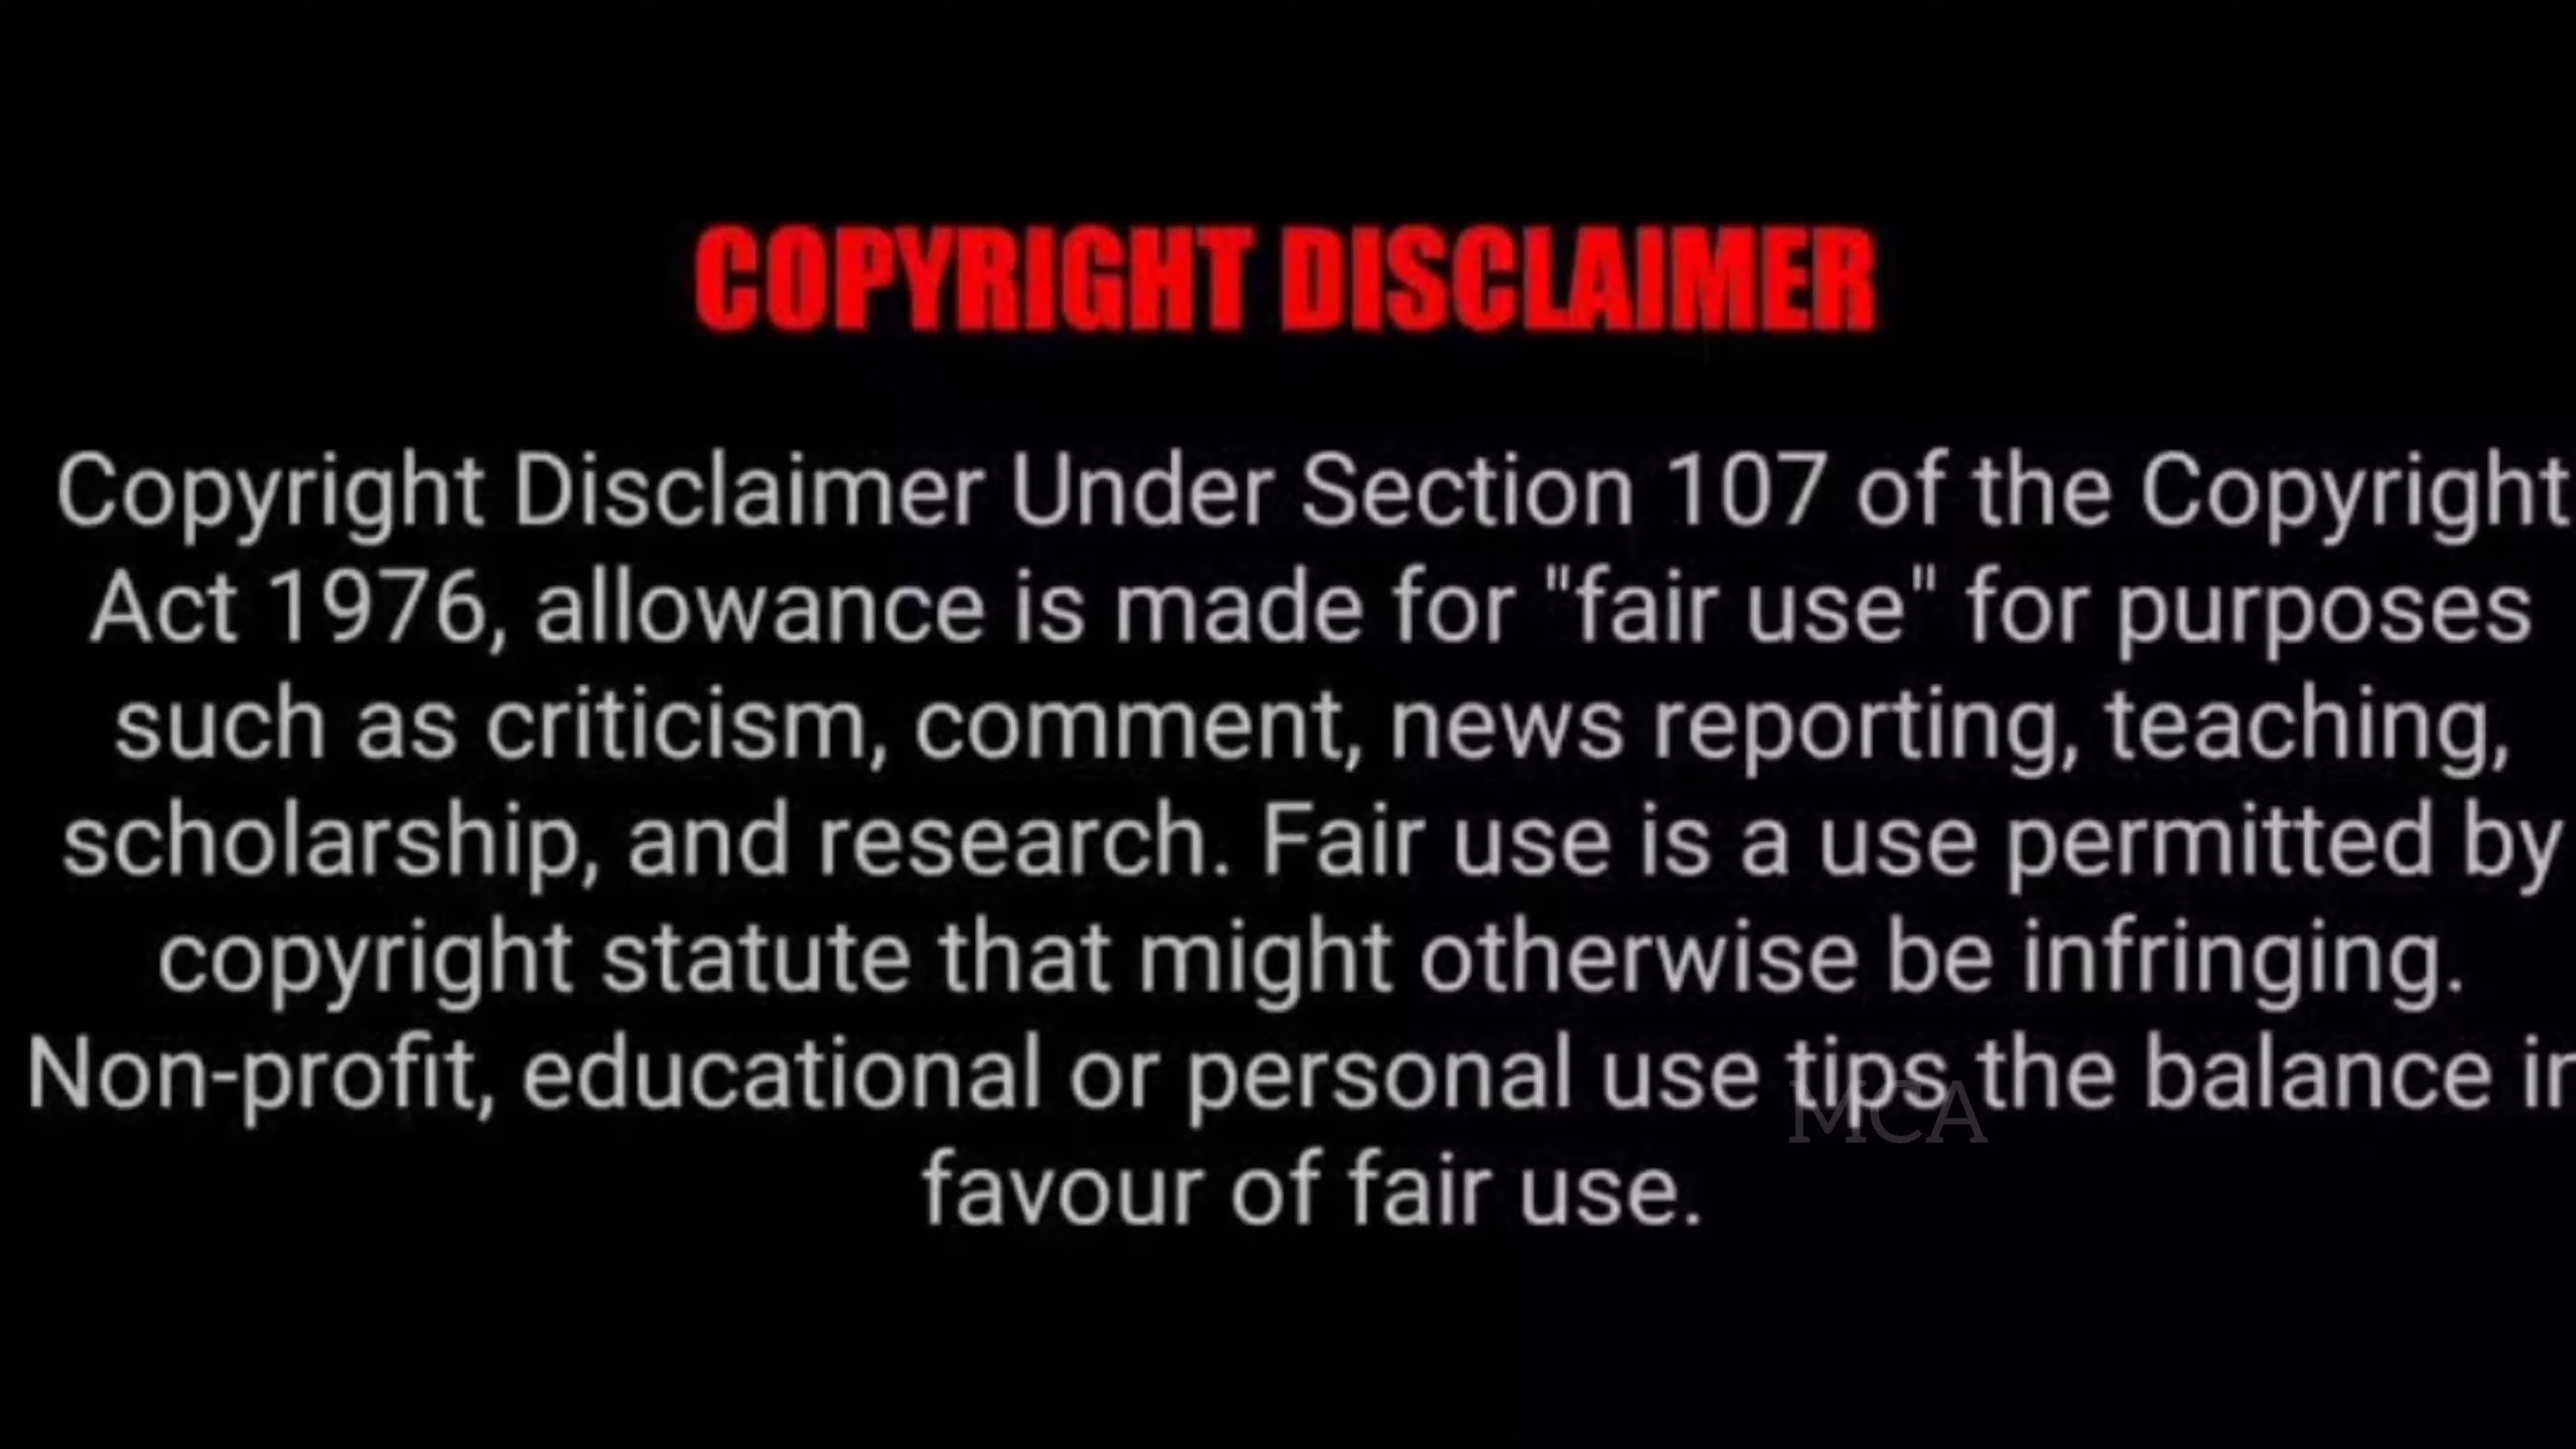 COPYRIGHT DISCLAIMER
Copyright Disclaimer Under Section 107 of the Copyright
Act 1976, allowance is made for "fair use" for purposes
such as criticism, comment, news reporting, teaching,
scholarship, and research. Fair use is a use permitted by
copyright statute that might otherwise be infringing.
Non-profit, educational or personal use tips the balance in
favour of fair use.
MCA